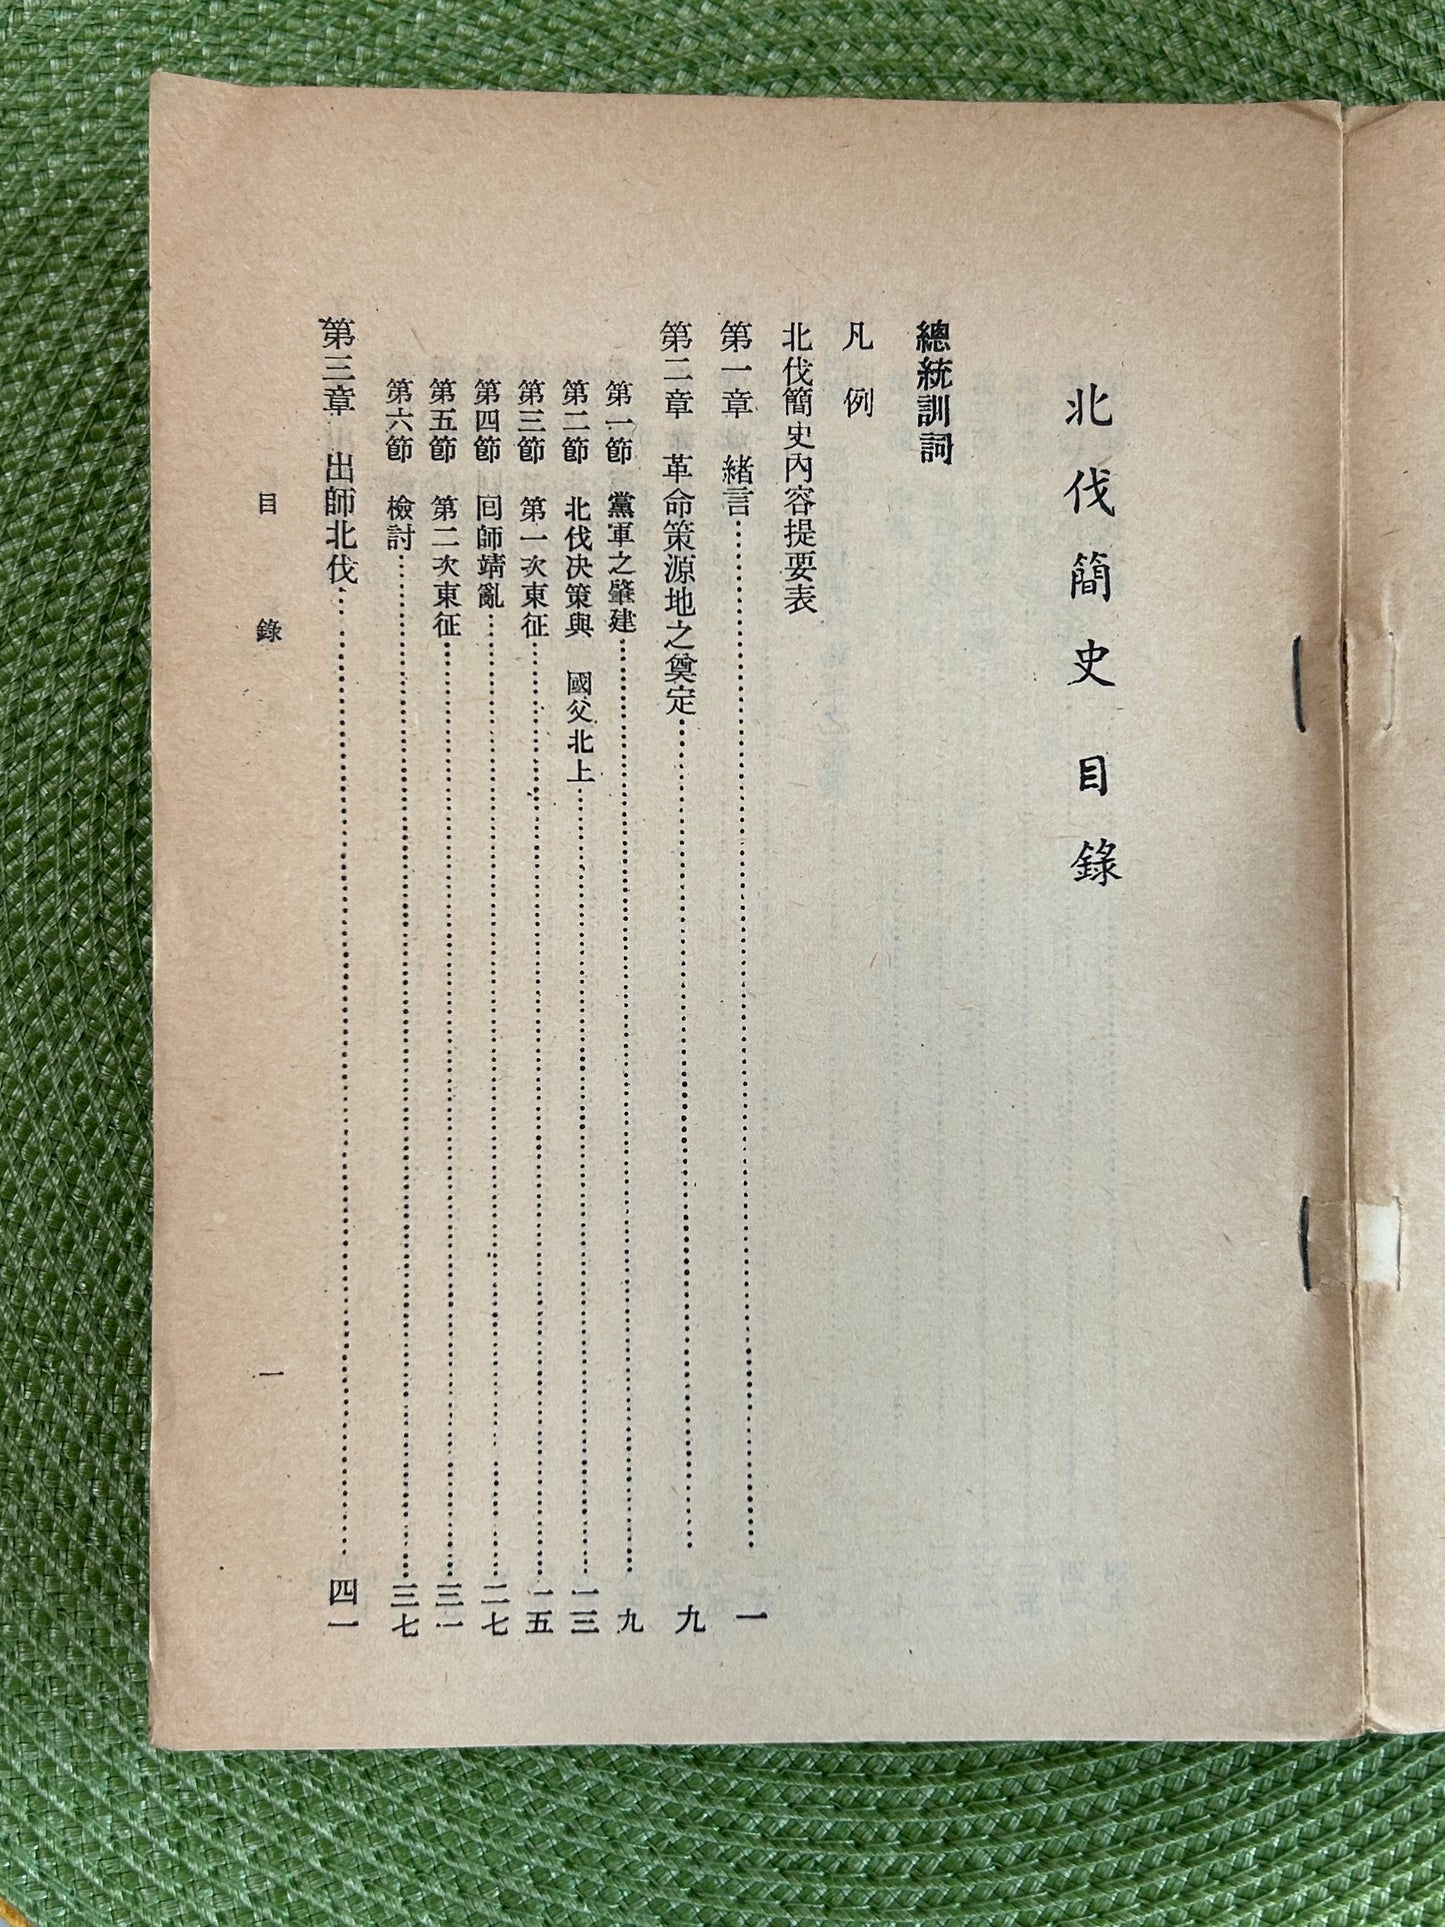 北伐簡史目錄
總統訓詞
凡例
北伐簡史內容提要表
第一章 緒言……一
第二章 革命策源地之奠定……九
第一節 黨軍之肇建……九
第二節 北伐決策與 國父北上……一三
第三節 第一次東征……一五
第四節 回師靖亂……二七
第五節 第二次東征……三一
第六節 檢討……三七
第三章 出師北伐……四一
目錄 一